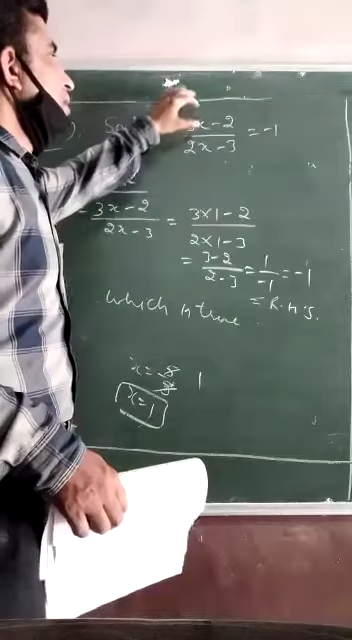 3x-2/2x-3 = -1
3x-2/2x-3 = 3×1-2/2×1-3
= 3-2/2-3 = 1/-1 = -1
which is true = R.H.S.
x = 8/8 1
x=1